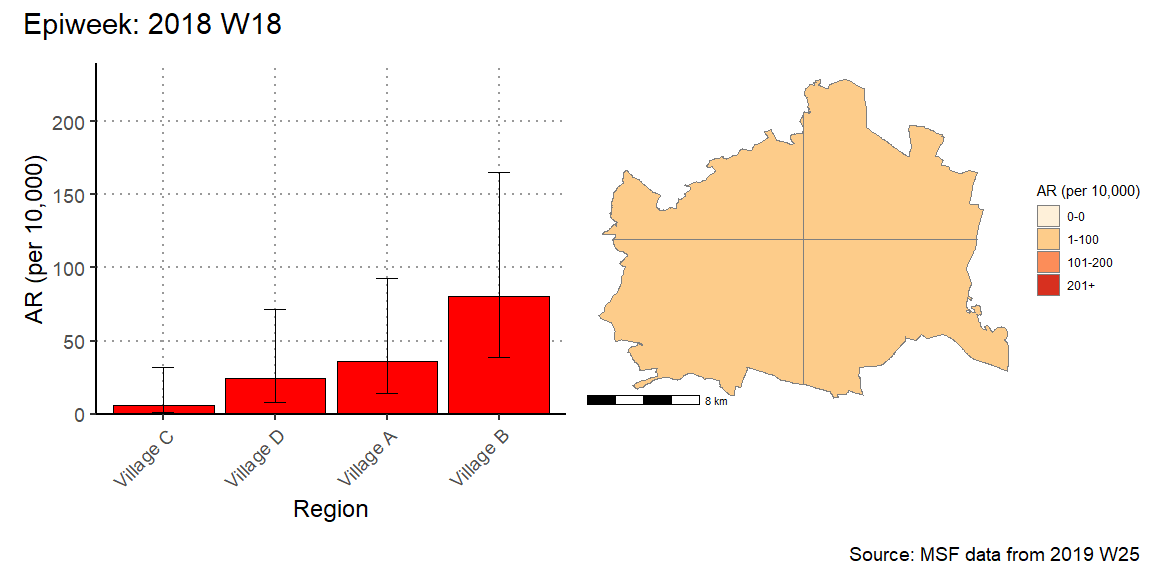 Epiweek: 2018 W18
AR (per 10,000)
200
150
100
50
0
Village C
Village D
Village A
Village B
Region
8 km
AR (per 10,000)
0-0
1-100
101-200
201+
Source: MSF data from 2019 W25